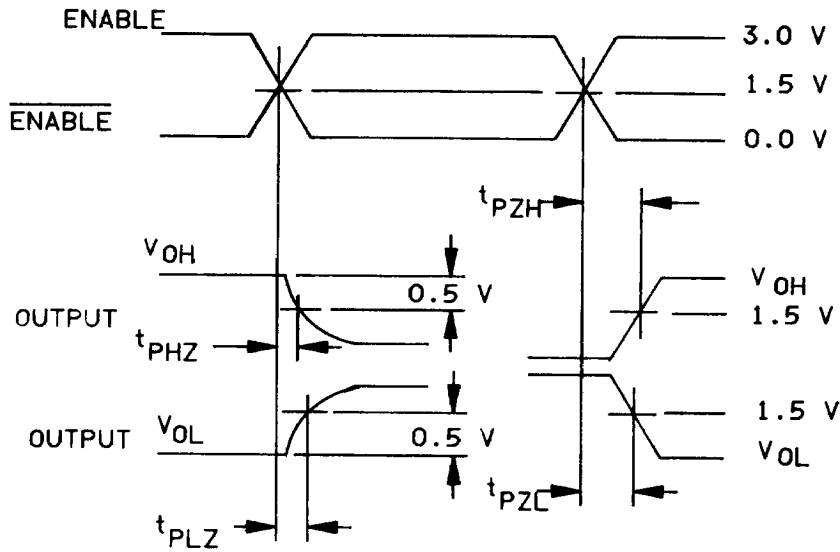 ENABLE
3.0 V
1.5 V
ENABLE
0.0 V
tPZH
VOH
VOH
0.5 V
OUTPUT
1.5 V
tPHZ
1.5 V
OUTPUT VOL
0.5 V
VOL
tPZL
tPLZ